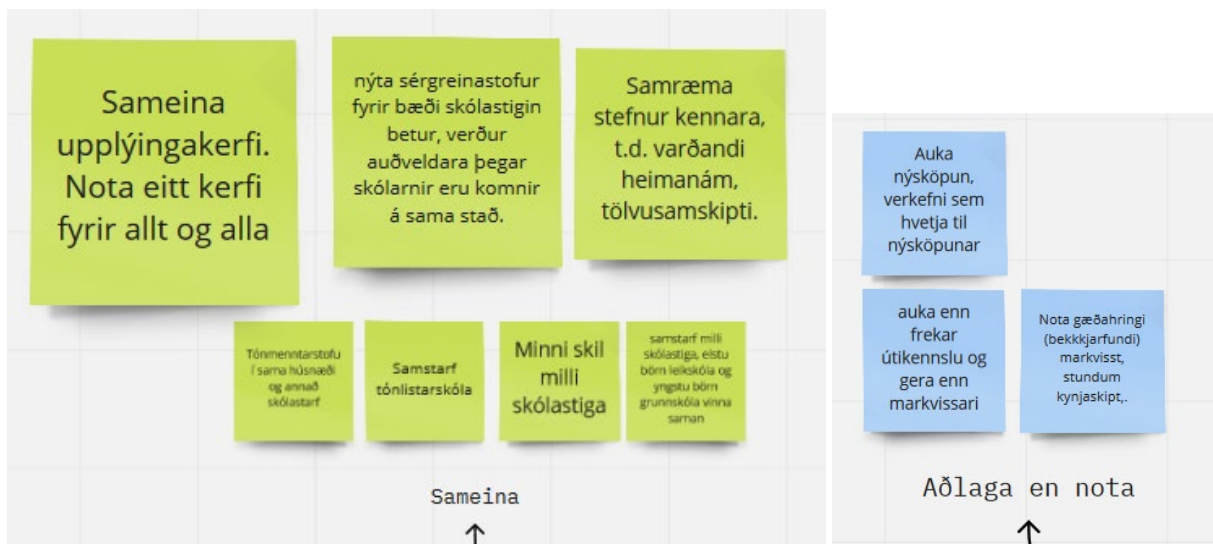 Sameina
upplýingakerfi.
Nota eitt kerfi
fyrir allt og alla
nýta sérgreinastofur
fyrir bæði skólastigin
betur, verður
auðveldara þegar
skólarnir eru komnir
á sama stað.
Samræma
stefnur kennara,
t.d. varðandi
heimanám,
tölvusamskipti.
Tónmenntarstofu
í sama húsnæði
og annað
skólastarf
Samstarf
tónlistarskóla
Minni skil
milli
skólastiga
samstarf milli
skólastiga, elstu
börn leikskóla og
yngstu börn
grunnskóla vinna
saman
Sameina
Auka
nýsköpun,
verkefni sem
hvetja til
nýsköpunar
auka enn
frekar
útikennslu og
gera enn
markvissari
Nota gæðahringi
(bekkkjarfundi)
markvisst,
stundum
kynjaskipt,.
Aðlaga en nota